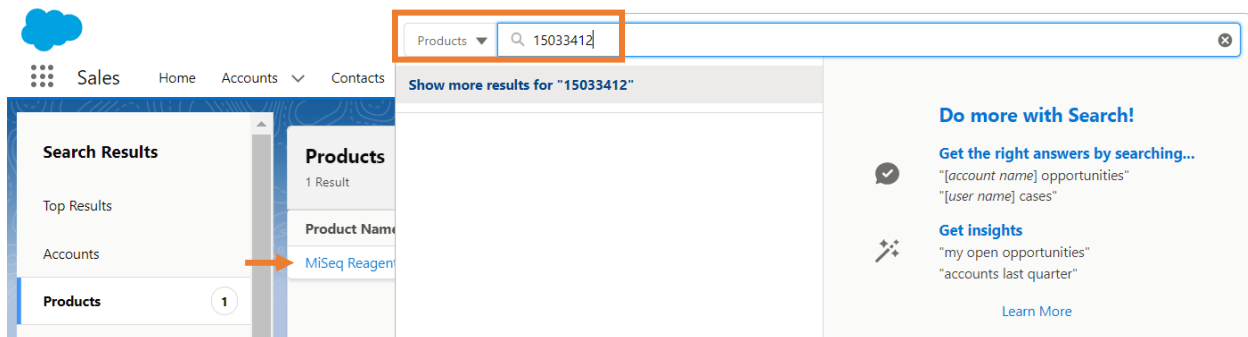 Products 15033412
Sales Home Accounts Contacts
Show more results for "15033412"
Search Results
Top Results
Accounts
Products 1
Products
1 Result
Product Name
MiSeq Reagent
Do more with Search!
Get the right answers by searching...
"[account name] opportunities"
"[user name] cases"
Get insights
"my open opportunities"
"accounts last quarter"
Learn More